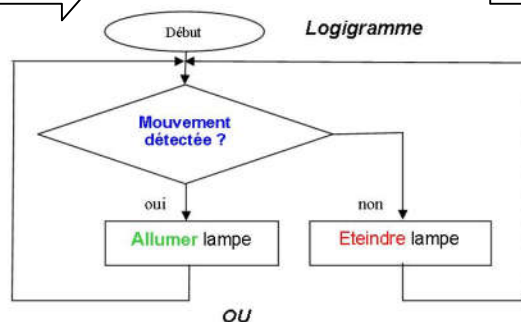 Début
Logigramme
Mouvement
détectée ?
oui
non
Allumer lampe
Eteindre lampe
OU